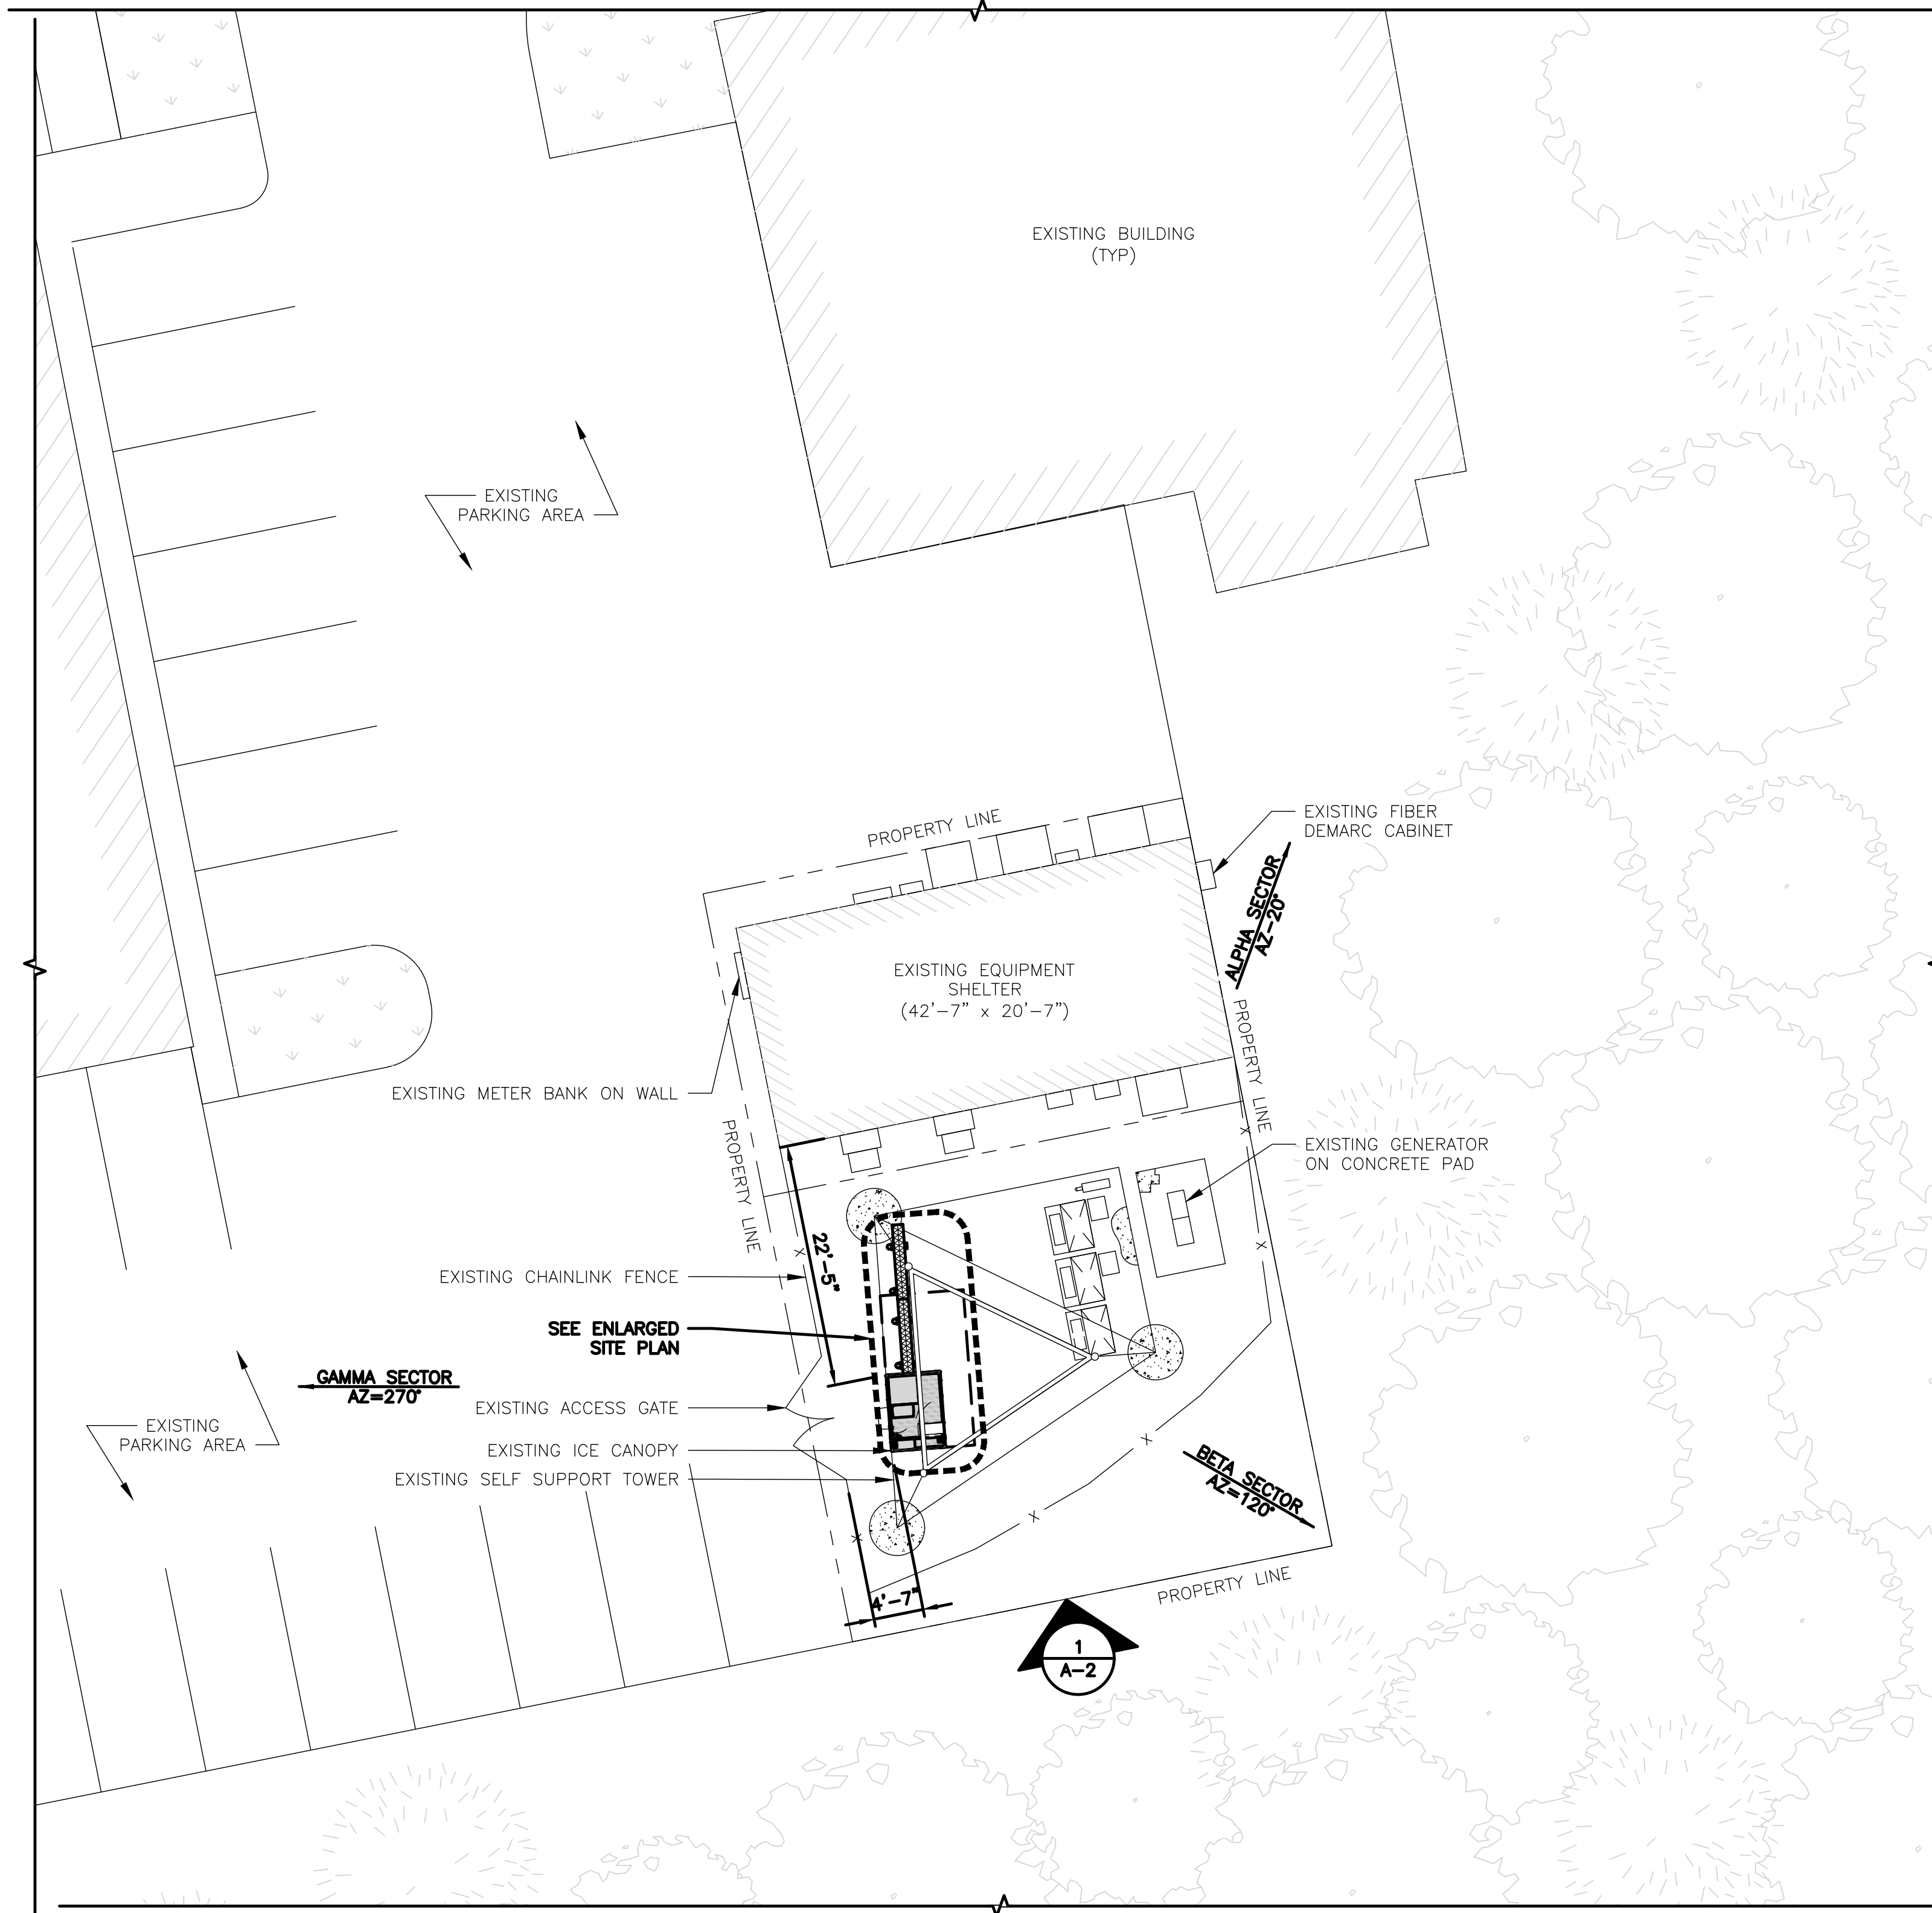 EXISTING BUILDING
(TYP)
EXISTING
PARKING AREA
PROPERTY LINE
EXISTING FIBER
DEMARC CABINET
ALPHA SECTOR
AZ-20°
EXISTING EQUIPMENT
SHELTER
(42'-7" x 20'-7")
PROPERTY LINE
EXISTING METER BANK ON WALL
PROPERTY LINE
X
EXISTING GENERATOR
ON CONCRETE PAD
X
X
22'-5"
EXISTING CHAINLINK FENCE
SEE ENLARGED
SITE PLAN
GAMMA SECTOR
AZ=270°
EXISTING ACCESS GATE
EXISTING
PARKING AREA
EXISTING ICE CANOPY
EXISTING SELF SUPPORT TOWER
X
BETA SECTOR
AZ=120°
X
X
4'-7"
PROPERTY LINE
1
A-2